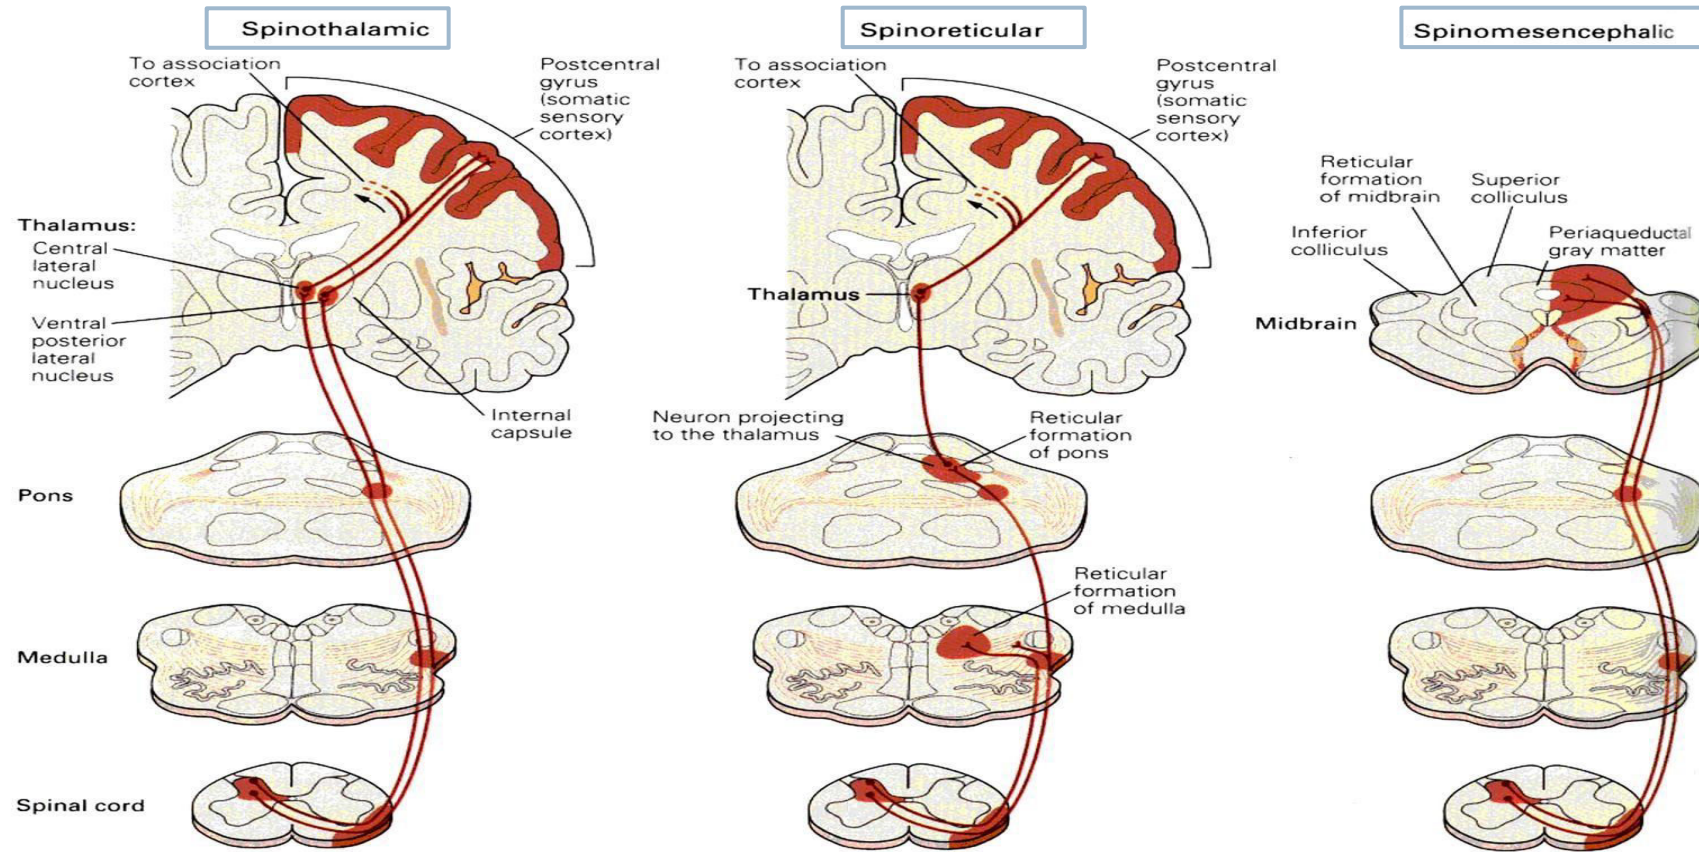 Spinothalamic
To association
cortex
Postcentral
gyrus
(somatic
sensory
cortex)
Thalamus:
Central
lateral
nucleus
Ventral
posterior
lateral
nucleus
Internal
capsule
Pons
Medulla
Spinal cord
Spinoreticular
To association
cortex
Postcentral
gyrus
(somatic
sensory
cortex)
Thalamus
Neuron projecting
to the thalamus
Reticular
formation
of pons
Reticular
formation
of medulla
Spinomesencephalic
Reticular
formation
of midbrain
Superior
colliculus
Inferior
colliculus
Periaqueductal
gray matter
Midbrain